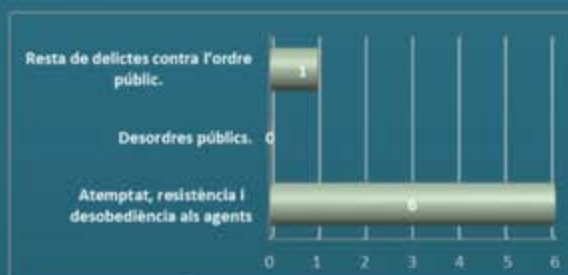 Resta de delictes contra l'ordre
públic.
1
Desordres públics.
0
Atemptat, resistència i
desobediència als agents
6
0 1 2 3 4 5 6